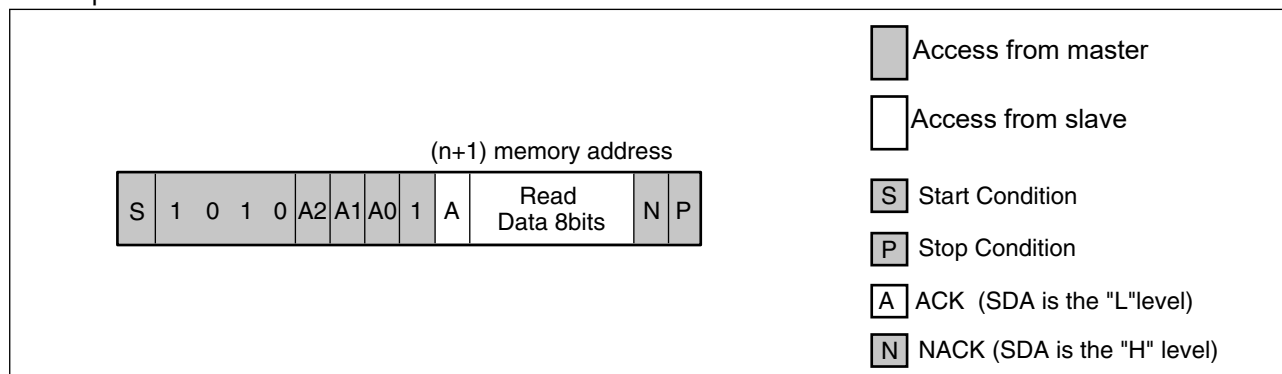 Access from master
Access from slave
(n+1) memory address
S 1 0 1 0 A2 A1 A0 1 A Read Data 8bits N P
S Start Condition
P Stop Condition
A ACK (SDA is the "L"level)
N NACK (SDA is the "H" level)